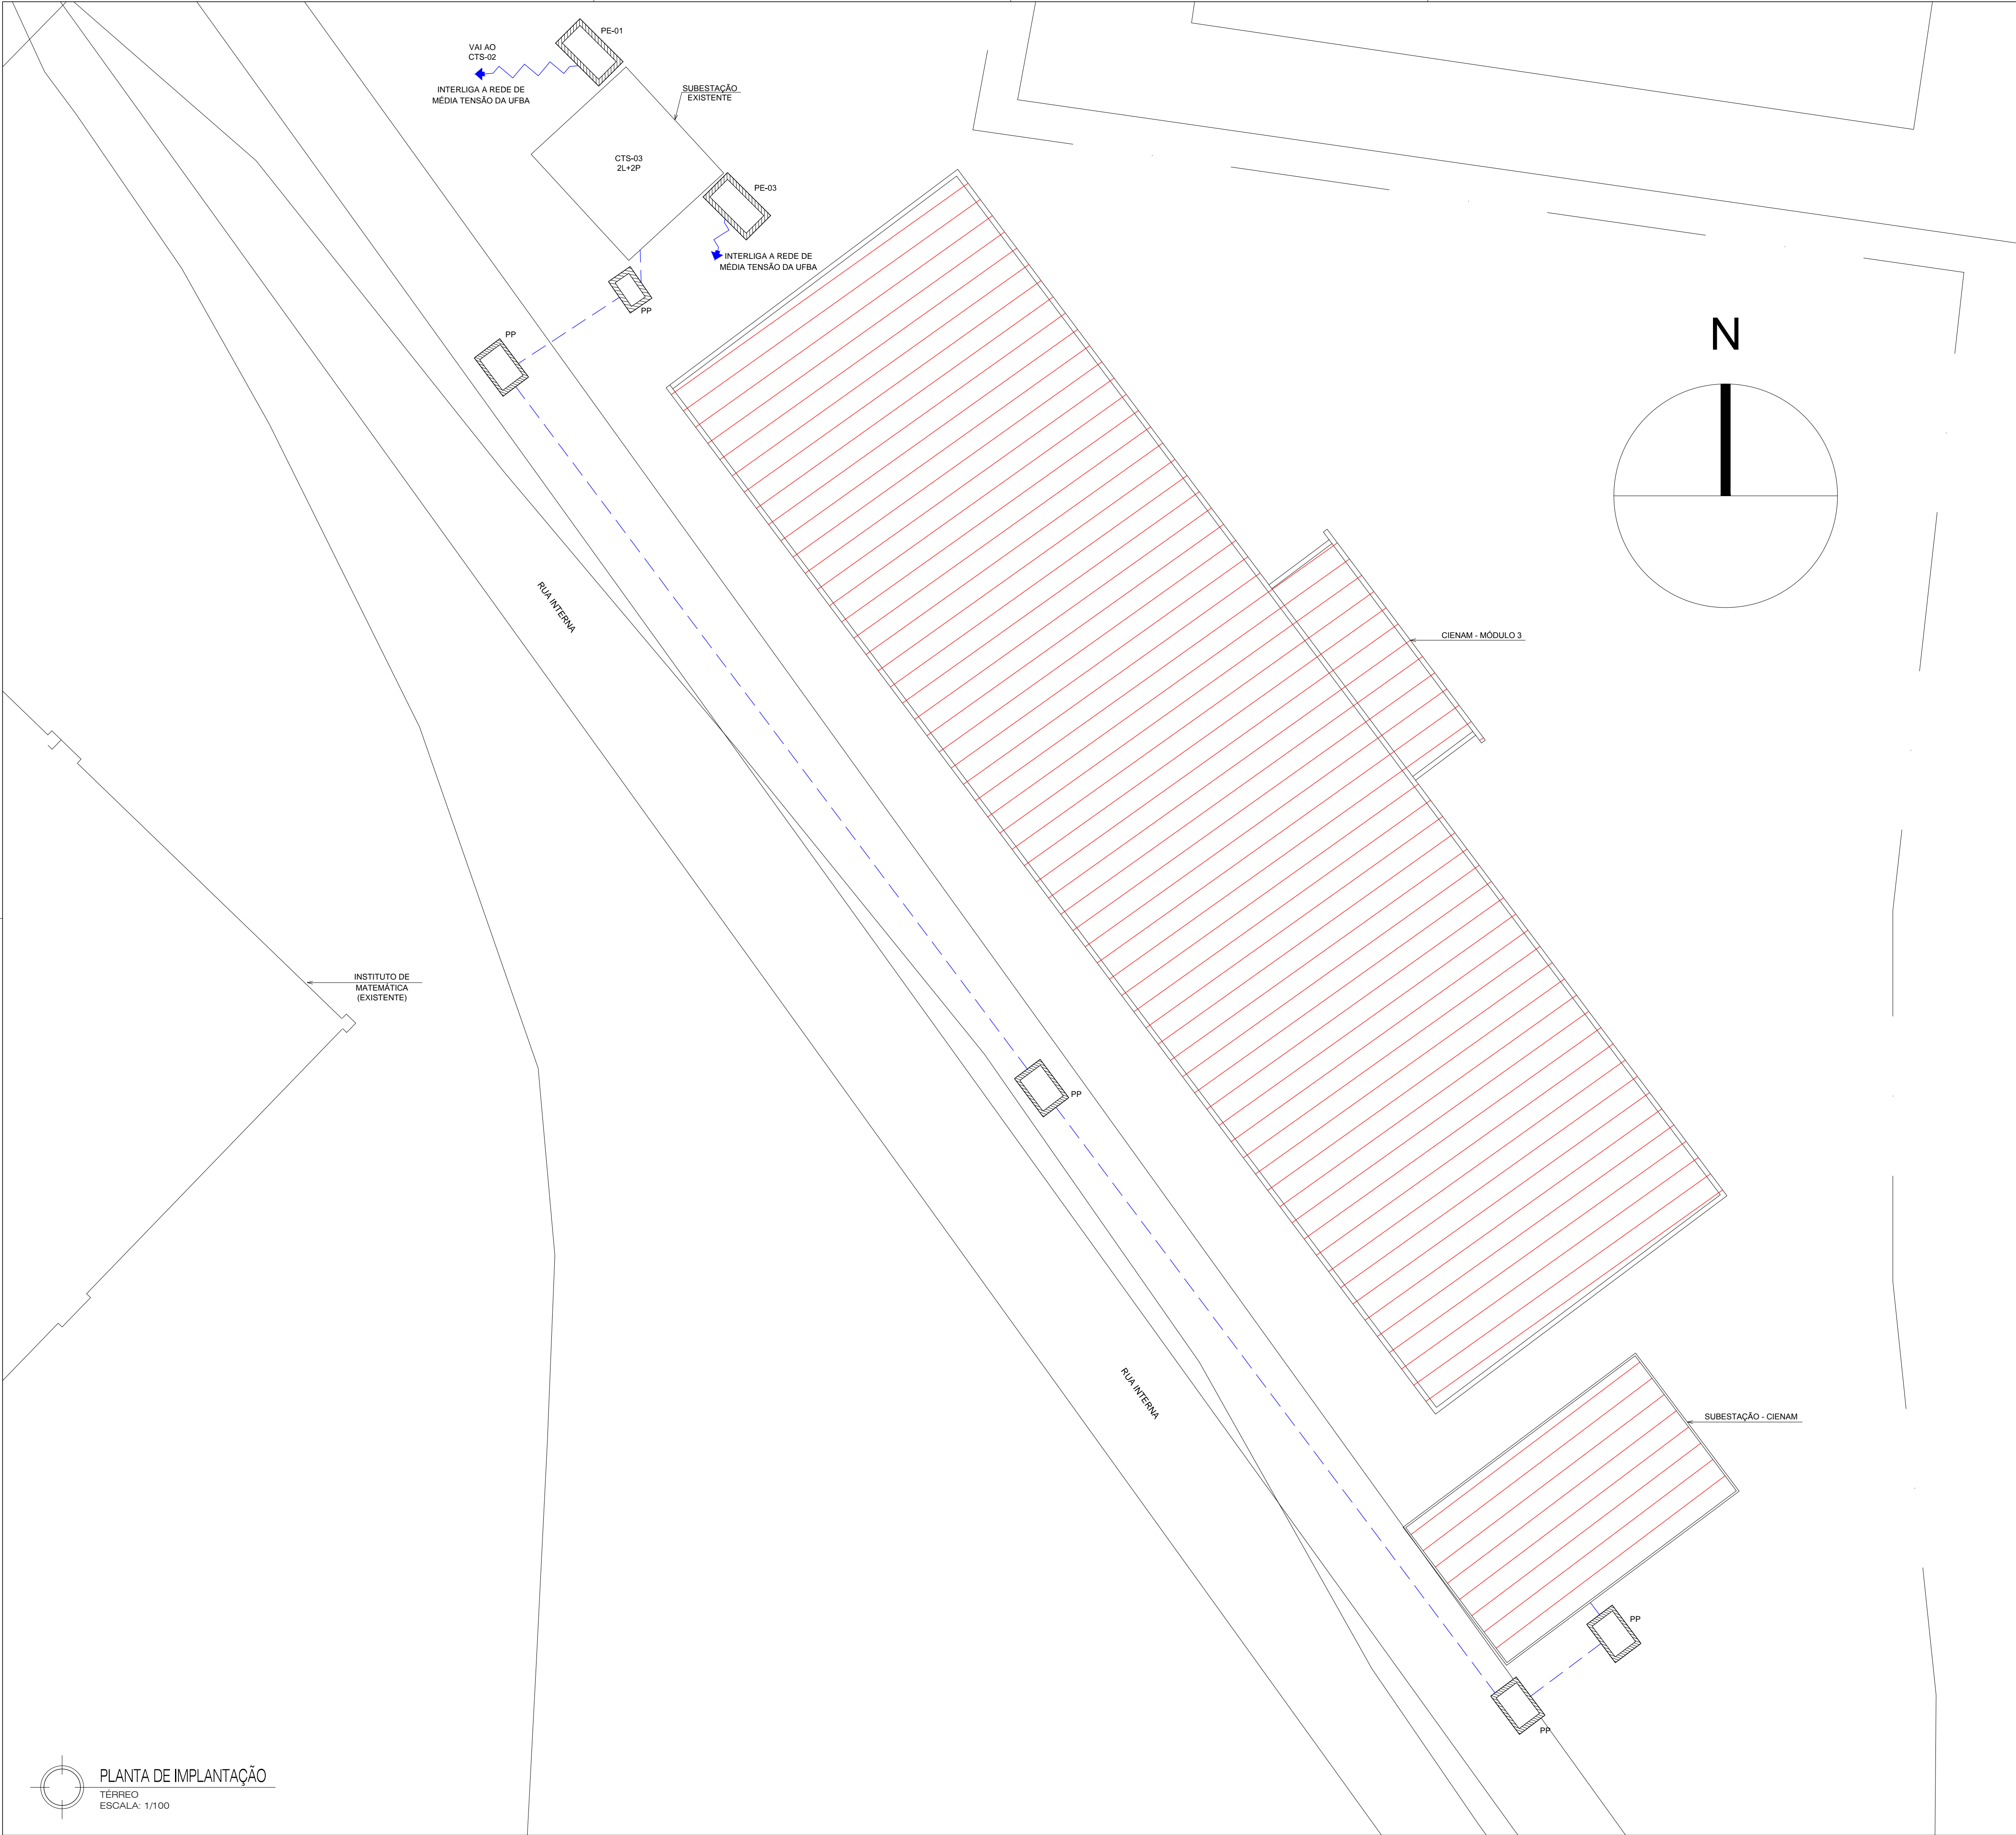 PE-01
VAI AO
CTS-02
INTERLIGA A REDE DE
MÉDIA TENSÃO DA UFBA
SUBESTAÇÃO
EXISTENTE
CTS-03
2L+2P
PE-03
INTERLIGA A REDE DE
MÉDIA TENSÃO DA UFBA
PP
PP
N
RUA INTERNA
CIENAM - MÓDULO 3
INSTITUTO DE
MATEMÁTICA
(EXISTENTE)
PP
RUA INTERNA
SUBESTAÇÃO - CIENAM
PP
PP
PLANTA DE IMPLANTAÇÃO
TÉRREO
ESCALA: 1/100